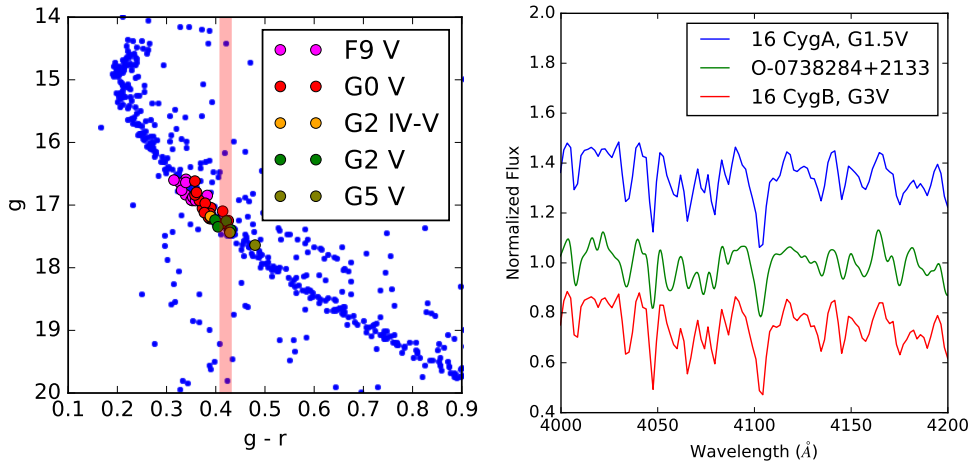 14
15
16
17
18
19
20
g
0.1 0.2 0.3 0.4 0.5 0.6 0.7 0.8 0.9
g - r
F9 V
G0 V
G2 IV-V
G2 V
G5 V
2.0
1.8
1.6
1.4
1.2
1.0
0.8
0.6
0.4
Normalized Flux
4000 4050 4100 4150 4200
Wavelength (Å)
16 CygA, G1.5V
O-0738284+2133
16 CygB, G3V